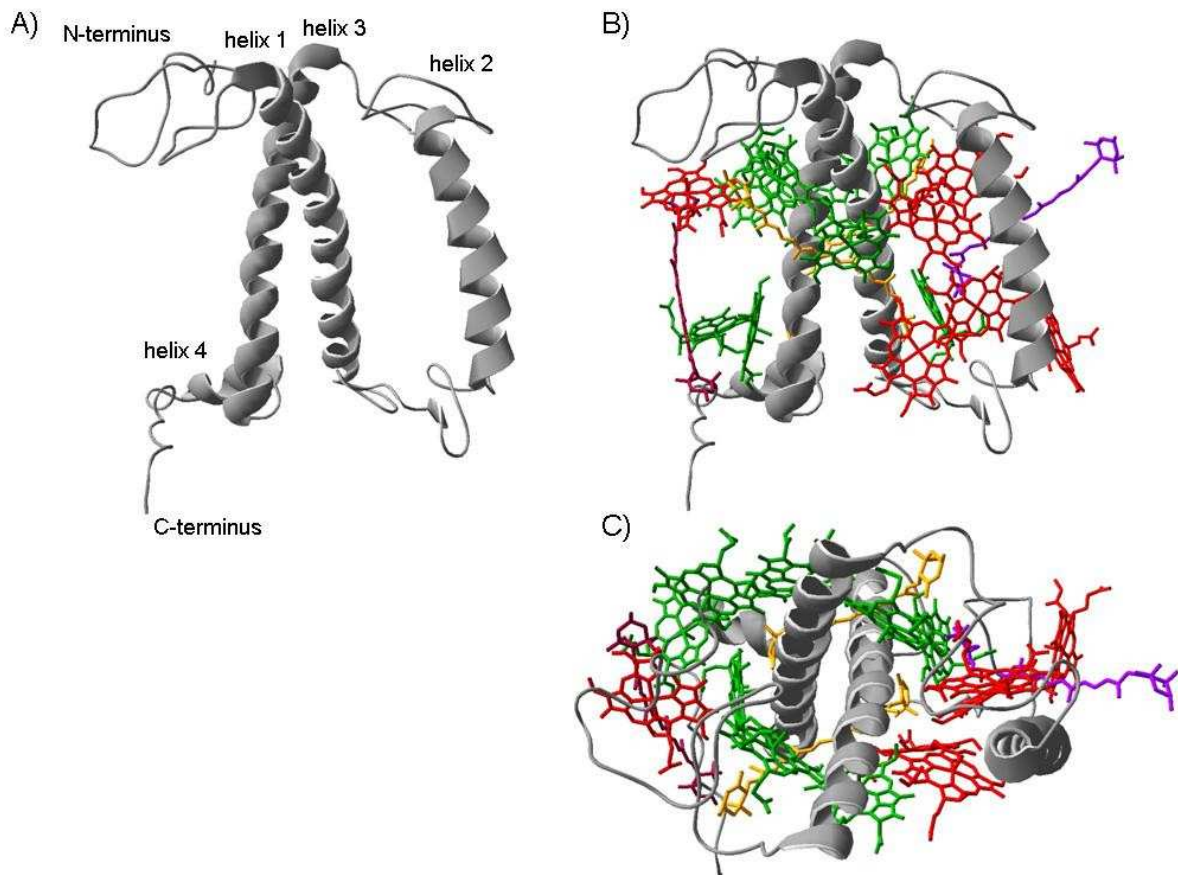 A)
N-terminus
helix 1
helix 3
helix 2
helix 4
C-terminus
B)
C)